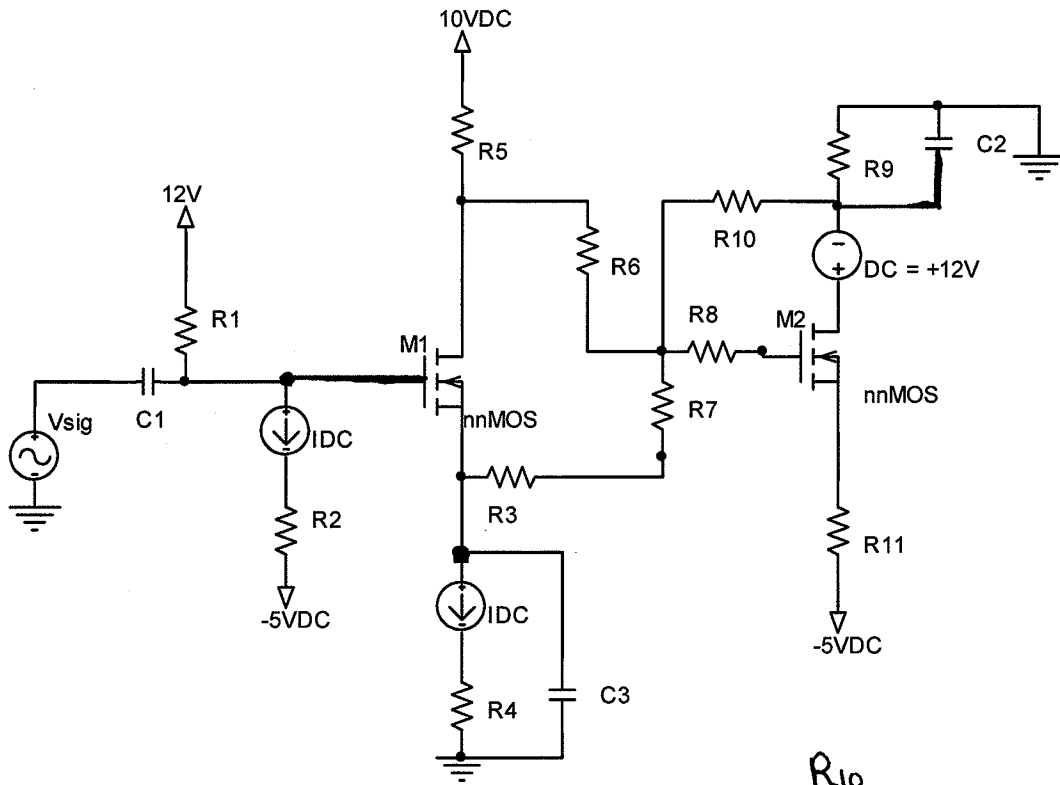 10VDC
R5
C2
R9
12V
R10
R6
DC = +12V
R1
R8
M2
M1
nnMOS
C1
Vsig
IDC
nnMOS
R7
R3
R2
R11
-5VDC
IDC
-5VDC
R4
C3
R10
-
+
+
-
+
-
+
-